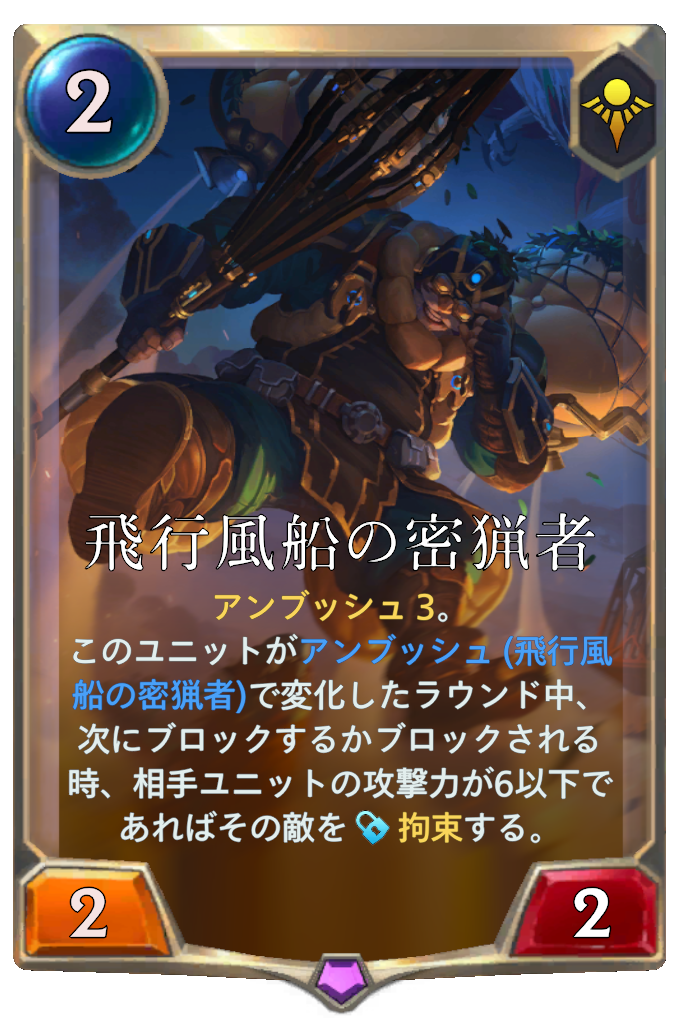 2
飛行風船の密猟者
アンブッシュ 3。
このユニットがアンブッシュ (飛行風
船の密猟者)で変化したラウンド中、
次にブロックするかブロックされる
時、相手ユニットの攻撃力が6以下で
あればその敵を 拘束する。
2
2